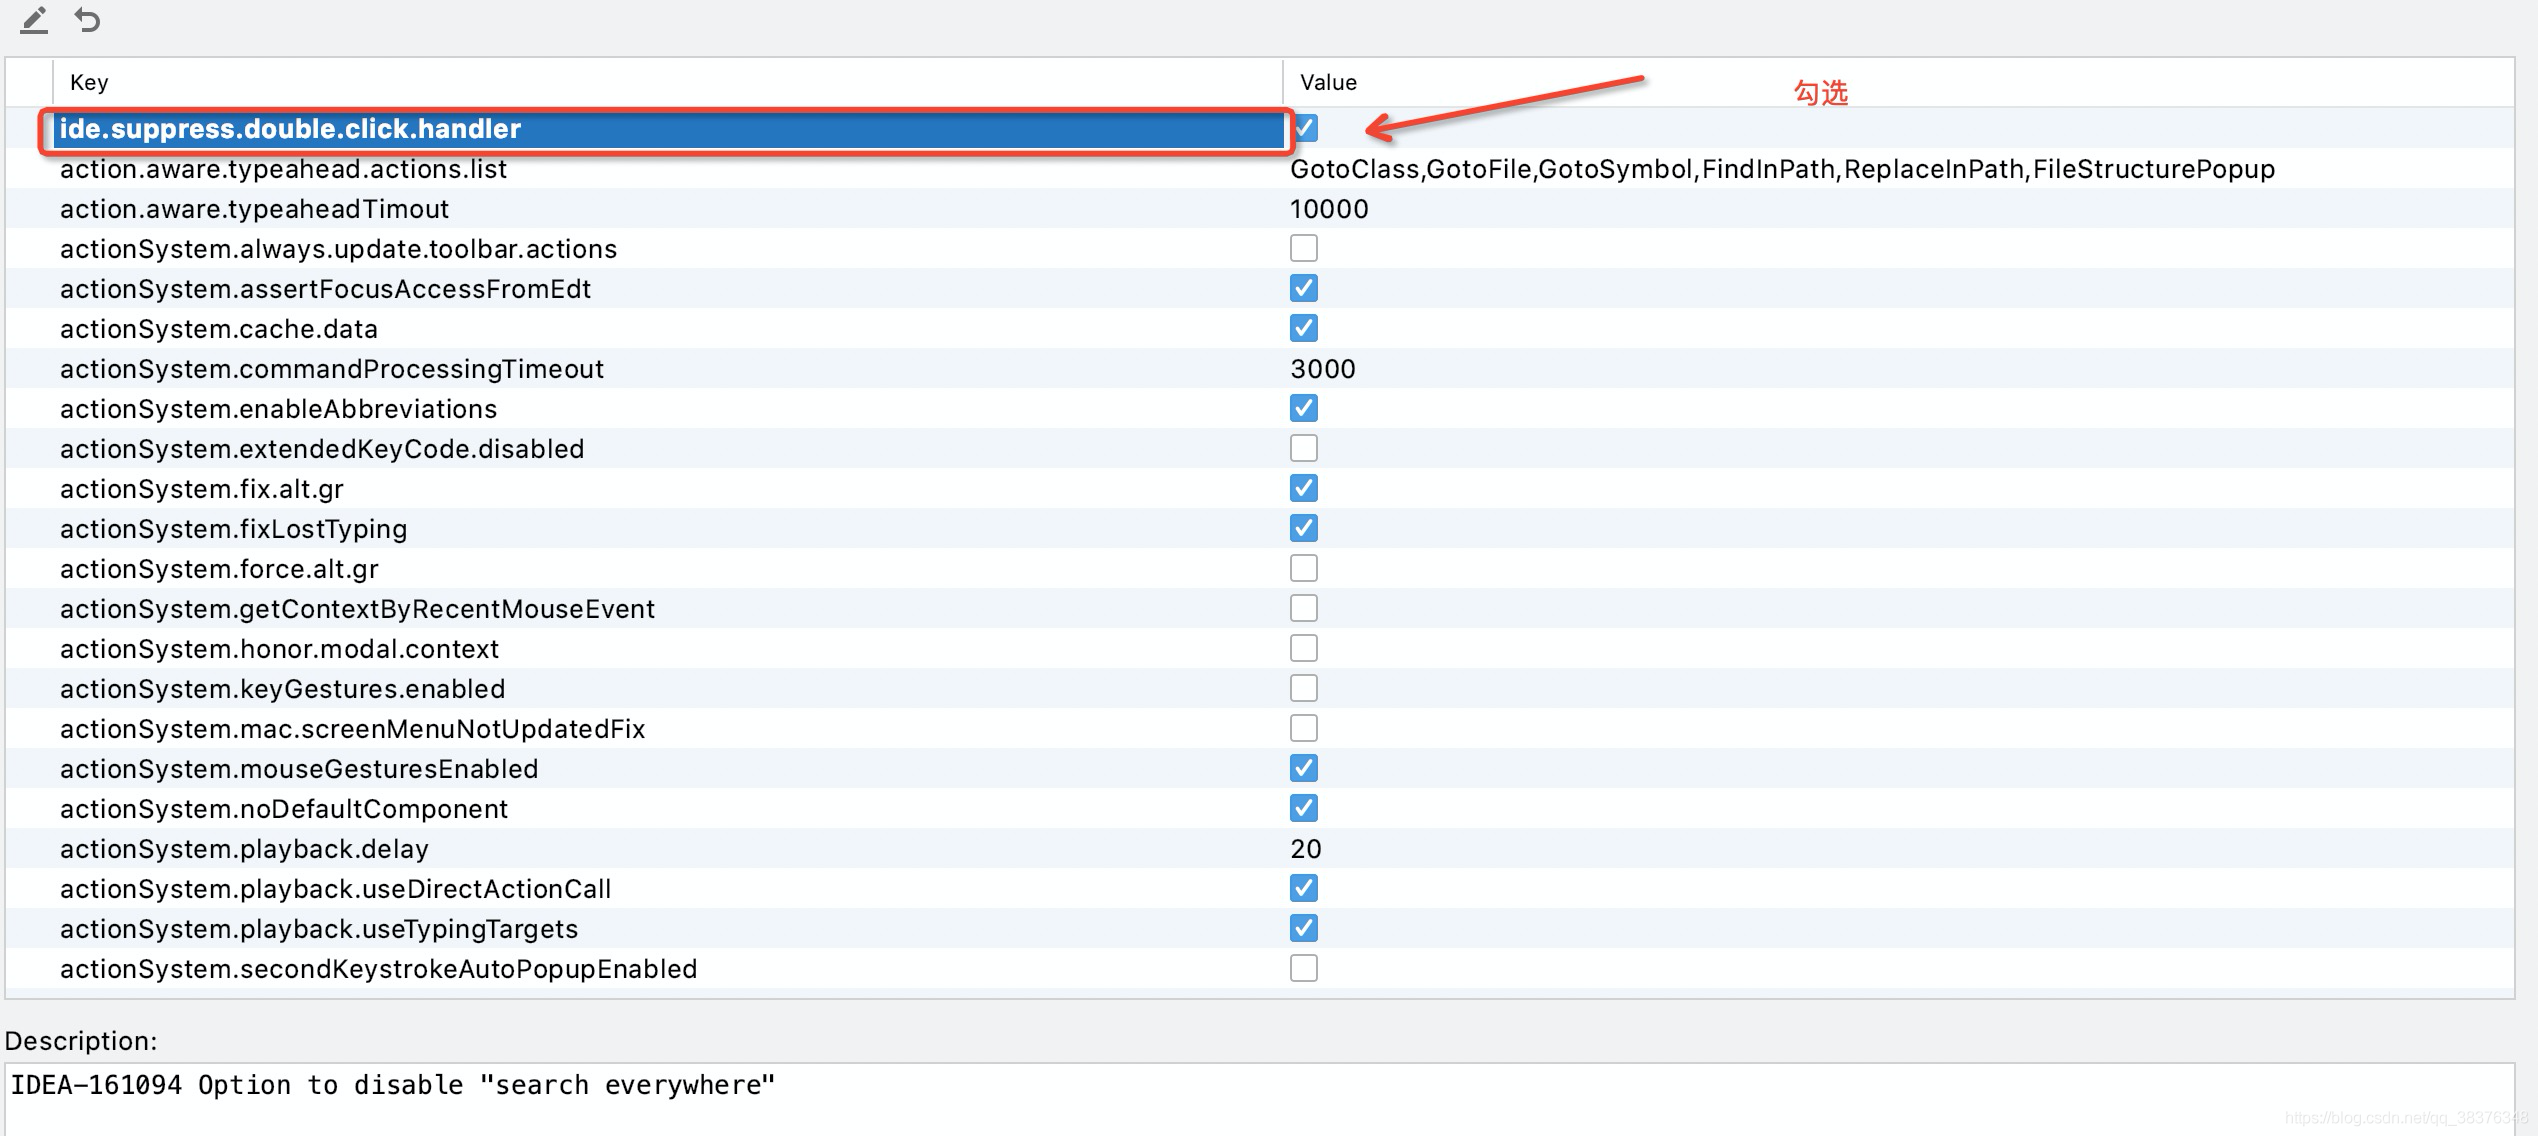 Key Value
勾选
ide.suppress.double.click.handler
action.aware.typeahead.actions.list GotoClass,GotoFile,GotoSymbol,FindInPath,ReplaceInPath,FileStructurePopup
action.aware.typeaheadTimout 10000
actionSystem.always.update.toolbar.actions
actionSystem.assertFocusAccessFromEdt
actionSystem.cache.data
actionSystem.commandProcessingTimeout 3000
actionSystem.enableAbbreviations
actionSystem.extendedKeyCode.disabled
actionSystem.fix.alt.gr
actionSystem.fixLostTyping
actionSystem.force.alt.gr
actionSystem.getContextByRecentMouseEvent
actionSystem.honor.modal.context
actionSystem.keyGestures.enabled
actionSystem.mac.screenMenuNotUpdatedFix
actionSystem.mouseGesturesEnabled
actionSystem.noDefaultComponent
actionSystem.playback.delay 20
actionSystem.playback.useDirectActionCall
actionSystem.playback.useTypingTargets
actionSystem.secondKeystrokeAutoPopupEnabled
Description:
IDEA-161094 Option to disable "search everywhere"
https://blog.csdn.net/qq_38376348